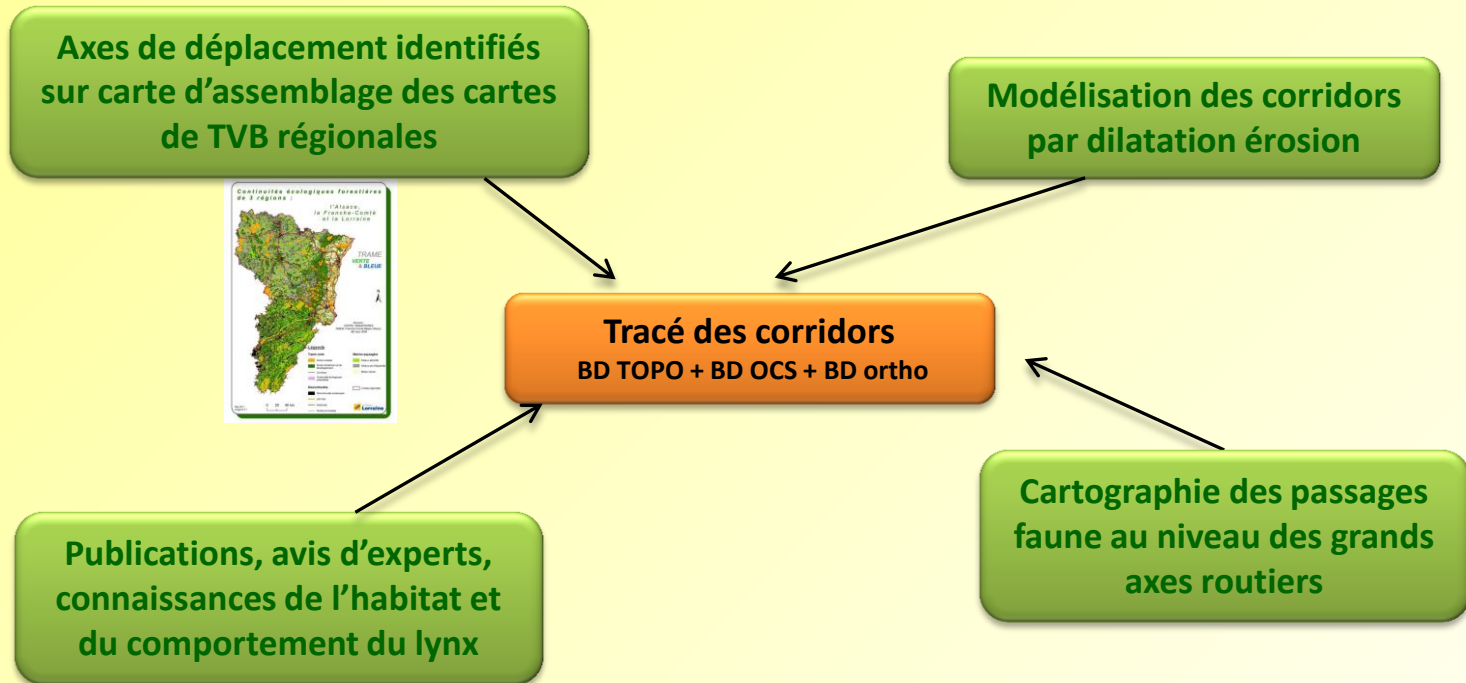 Axes de déplacement identifiés
sur carte d'assemblage des cartes
de TVB régionales
Modélisation des corridors
par dilatation érosion
Continuités écologiques forestières
de 3 régions :
l'Alsace,
la Franche-Comté
et la Lorraine
TRAME
VERTE
& BLEUE
Légende
Lorraine
Tracé des corridors
BD TOPO + BD OCS + BD ortho
Publications, avis d'experts,
connaissances de l'habitat et
du comportement du lynx
Cartographie des passages
faune au niveau des grands
axes routiers